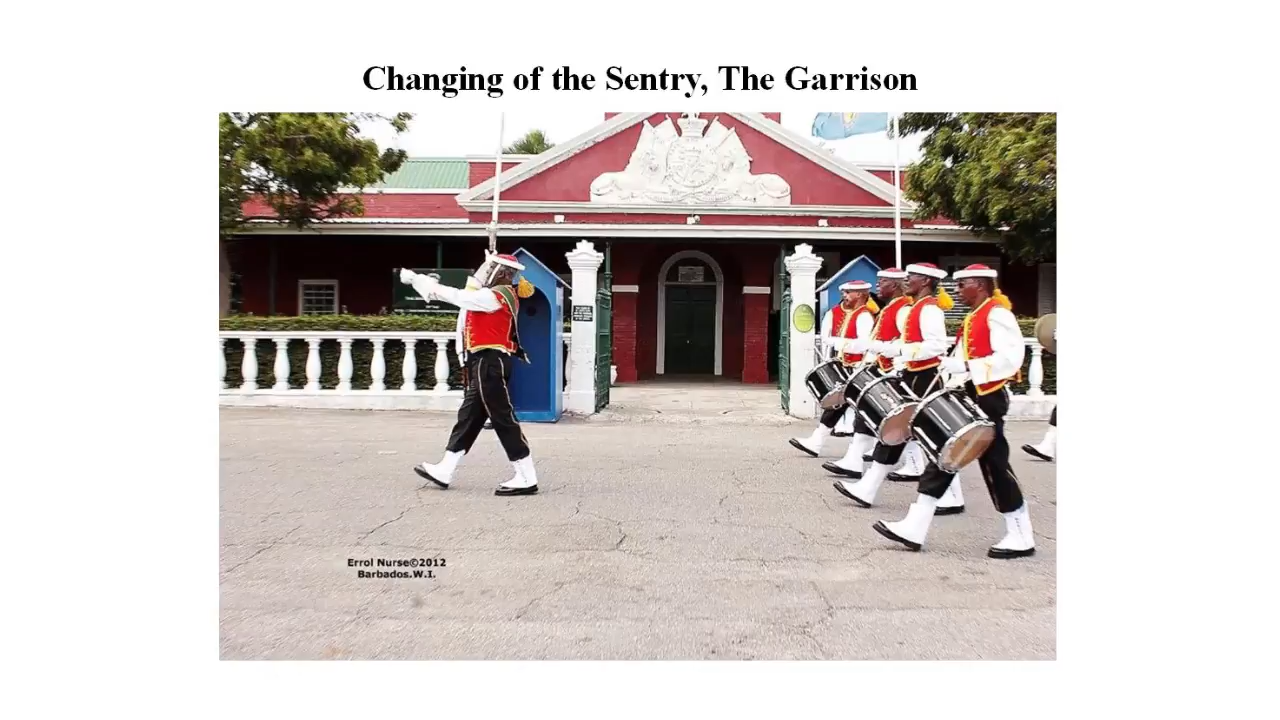 Changing of the Sentry, The Garrison
Errol Nurse©2012
Barbados.W.I.